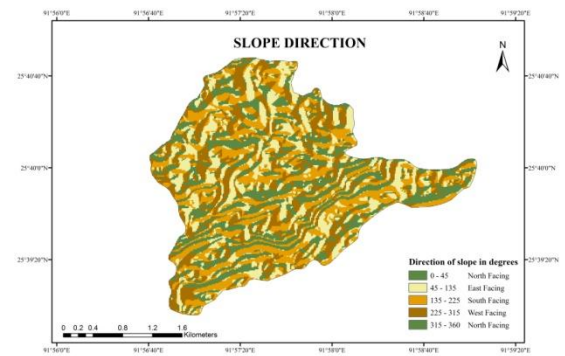 91°56'0"E 91°56'40"E 91°57'20"E 91°58'0"E 91°58'40"E 91°59'20"E
SLOPE DIRECTION
N
25°40'40"N 25°40'40"N
25°40'0"N 25°40'0"N
25°39'20"N 25°39'20"N
Direction of slope in degrees
0 - 45 North Facing
45 - 135 East Facing
135 - 225 South Facing
225 - 315 West Facing
315 - 360 North Facing
0 0.2 0.4 0.8 1.2 1.6
Kilometers
91°56'0"E 91°56'40"E 91°57'20"E 91°58'0"E 91°58'40"E 91°59'20"E